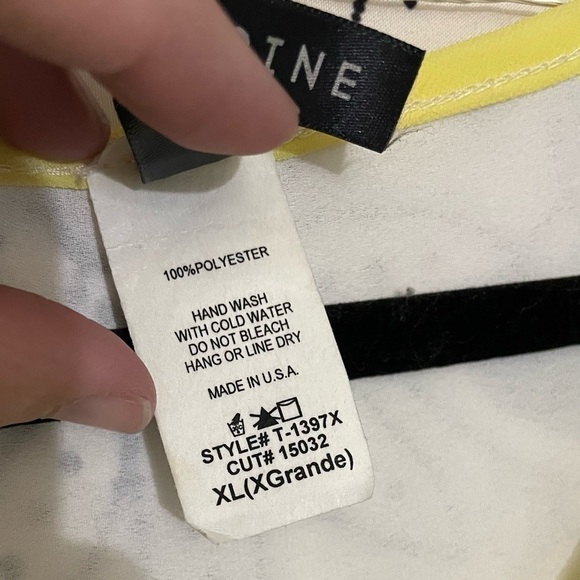 100%POLYESTER
HAND WASH
WITH COLD WATER
DO NOT BLEACH
HANG OR LINE DRY
MADE IN U.S.A.
STYLE# T-1397X
CUT# 15032
XL(XGrande)